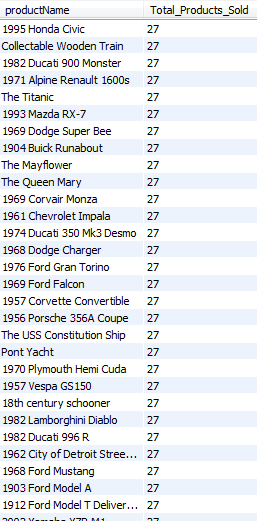 productName Total_Products_Sold
1995 Honda Civic 27
Collectable Wooden Train 27
1982 Ducati 900 Monster 27
1971 Alpine Renault 1600s 27
The Titanic 27
1993 Mazda RX-7 27
1969 Dodge Super Bee 27
1904 Buick Runabout 27
The Mayflower 27
The Queen Mary 27
1969 Corvair Monza 27
1961 Chevrolet Impala 27
1974 Ducati 350 Mk3 Desmo 27
1968 Dodge Charger 27
1976 Ford Gran Torino 27
1969 Ford Falcon 27
1957 Corvette Convertible 27
1956 Porsche 356A Coupe 27
The USS Constitution Ship 27
Pont Yacht 27
1970 Plymouth Hemi Cuda 27
1957 Vespa GS150 27
18th century schooner 27
1982 Lamborghini Diablo 27
1982 Ducati 996 R 27
1962 City of Detroit Stree... 27
1968 Ford Mustang 27
1903 Ford Model A 27
1912 Ford Model T Deliver... 27
2002 Yamaha YZR M1 27